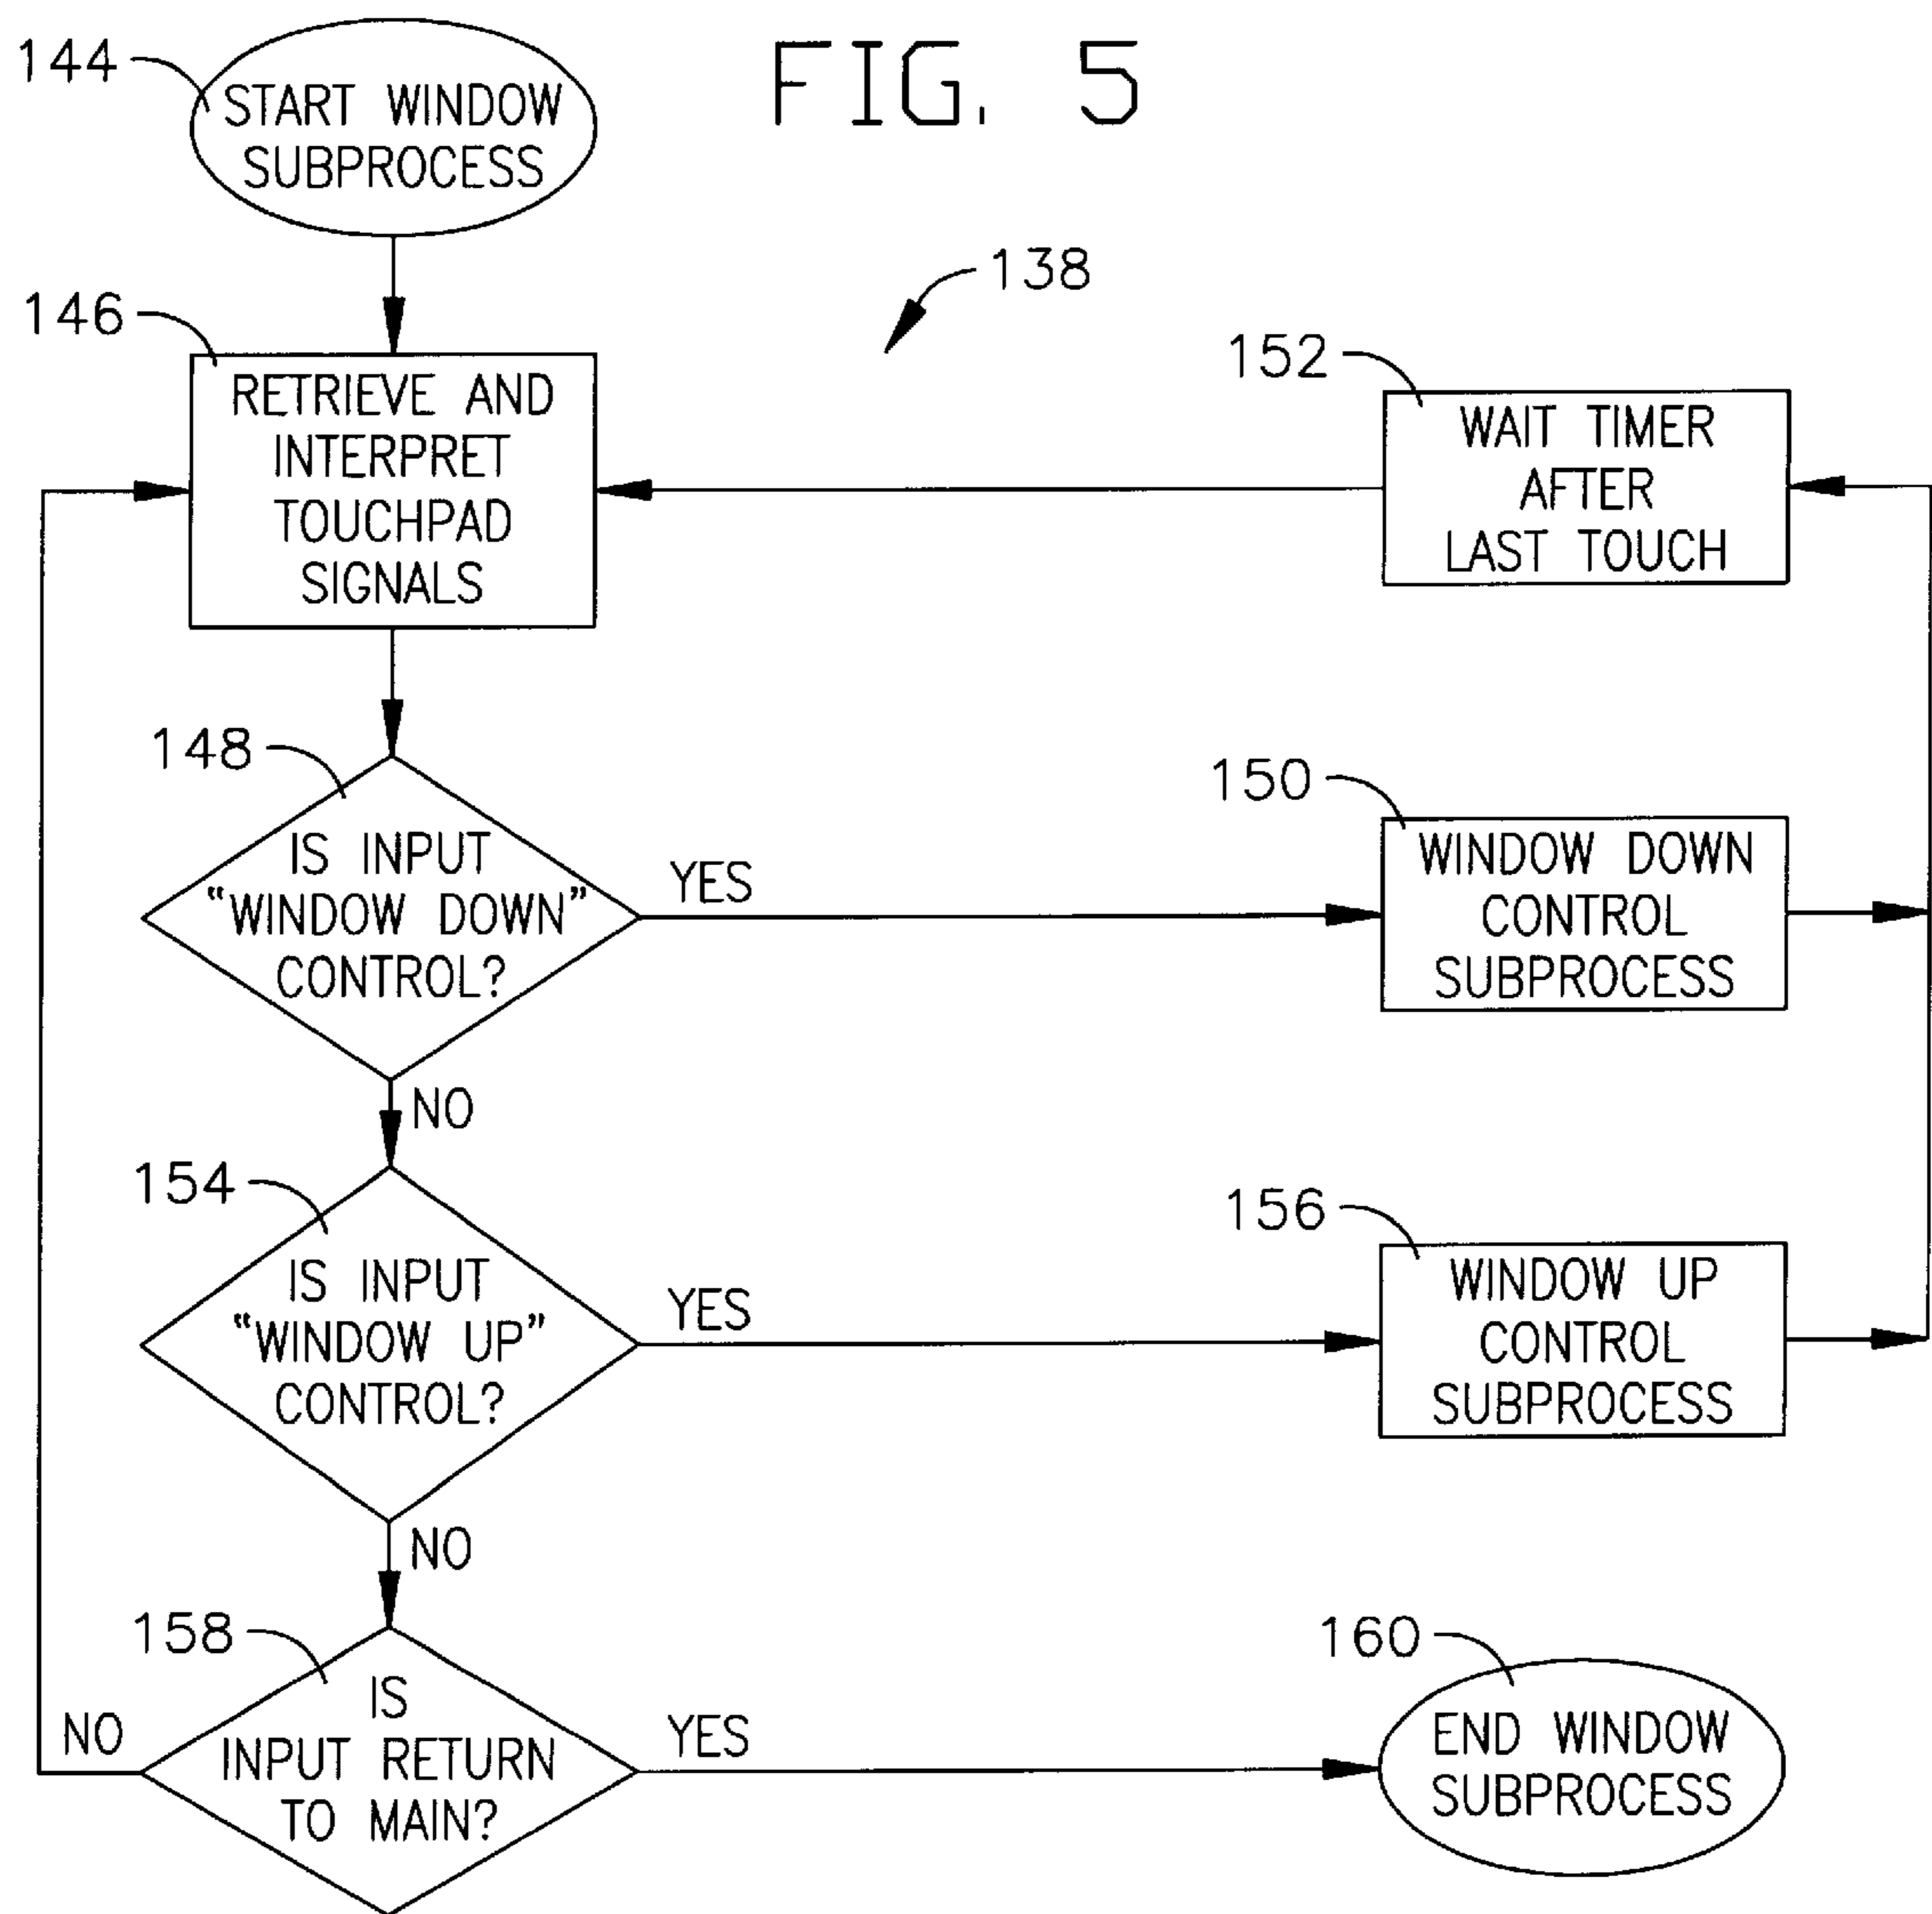 FIG. 5
144
START WINDOW
SUBPROCESS
138
146
RETRIEVE AND
INTERPRET
TOUCHPAD
SIGNALS
152
WAIT TIMER
AFTER
LAST TOUCH
148
IS INPUT
“WINDOW DOWN”
CONTROL?
YES
NO
150
WINDOW DOWN
CONTROL
SUBPROCESS
154
IS INPUT
“WINDOW UP”
CONTROL?
YES
NO
156
WINDOW UP
CONTROL
SUBPROCESS
158
IS
INPUT RETURN
TO MAIN?
NO
YES
160
END WINDOW
SUBPROCESS